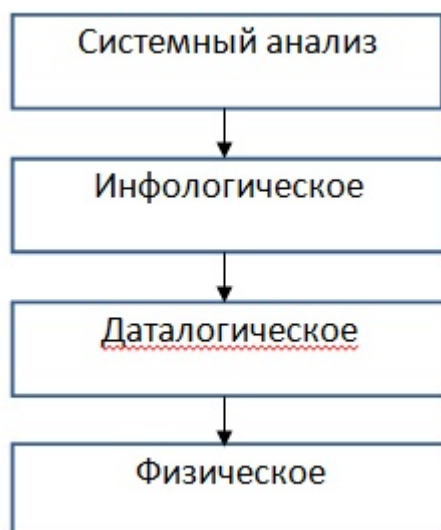 Системный анализ
Инфологическое
Даталогическое
Физическое